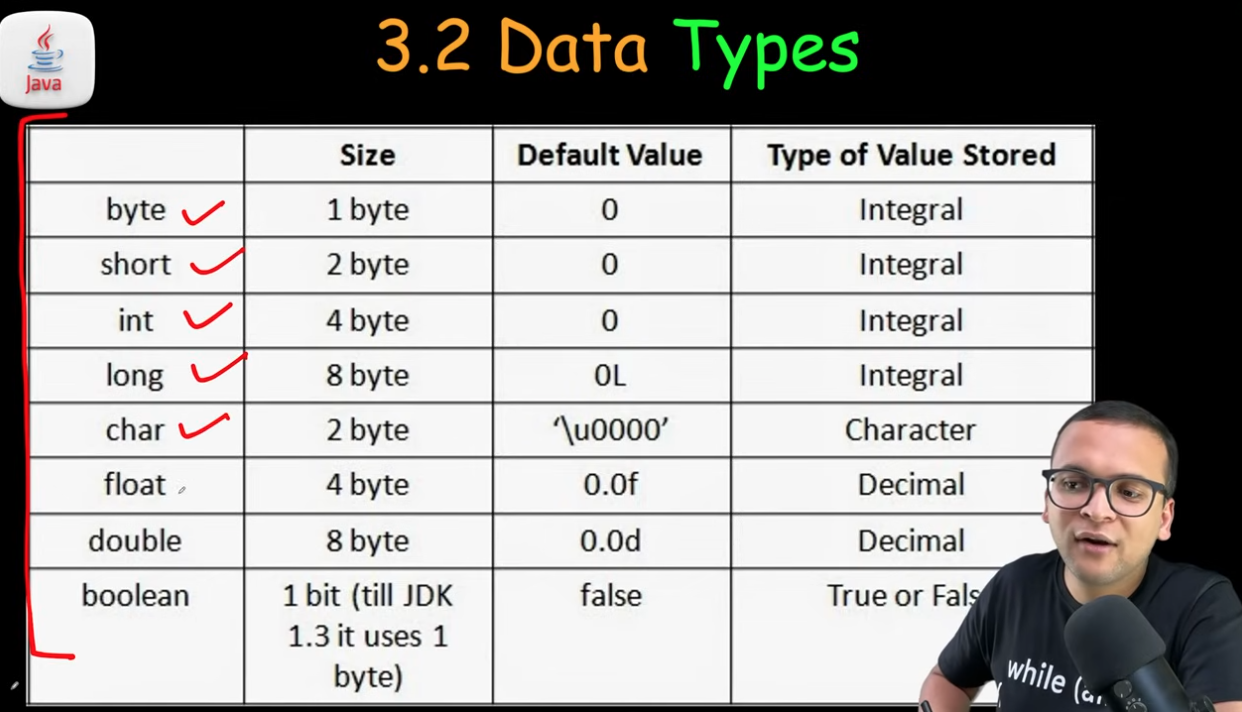 Java
3.2 Data Types
Size Default Value Type of Value Stored
byte 1 byte 0 Integral
short 2 byte 0 Integral
int 4 byte 0 Integral
long 8 byte 0L Integral
char 2 byte ‘\u0000’ Character
float 4 byte 0.0f Decimal
double 8 byte 0.0d Decimal
boolean 1 bit (till JDK false True or Fals
1.3 it uses 1
byte)
while (